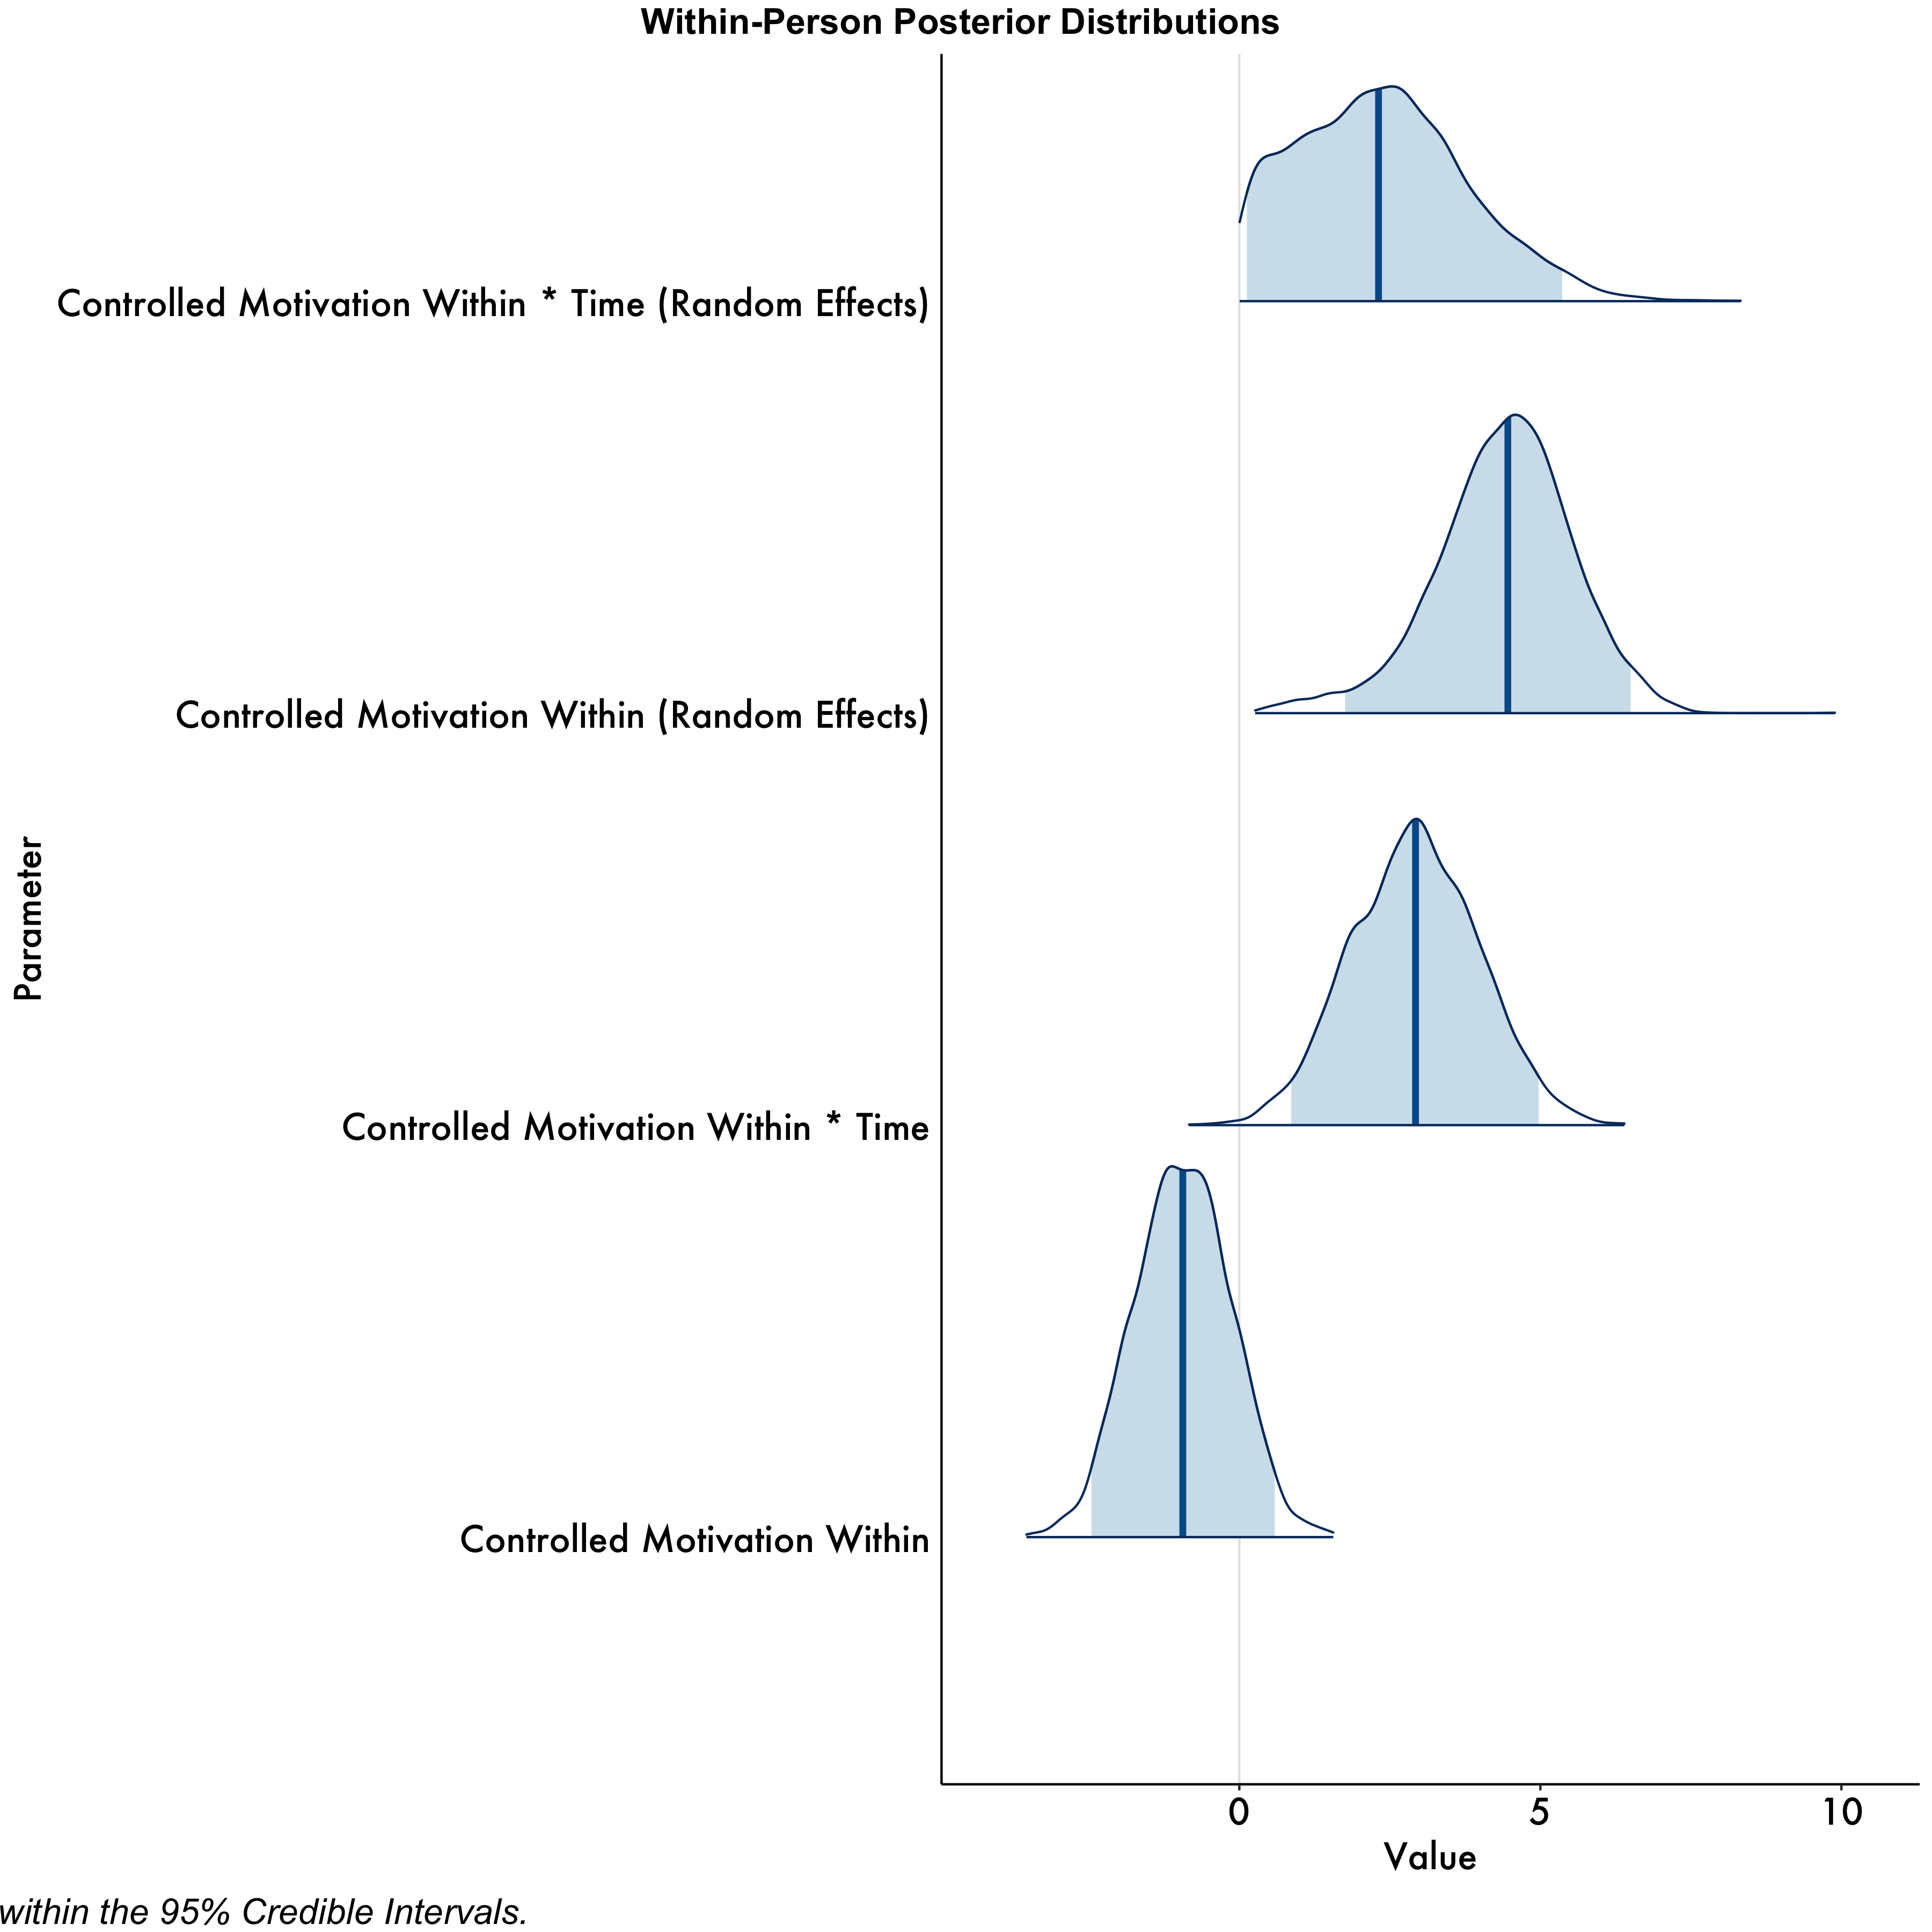 Within-Person Posterior Distributions
Controlled Motivation Within * Time (Random Effects)
Controlled Motivation Within (Random Effects)
Parameter
Controlled Motivation Within * Time
Controlled Motivation Within
0 5 10
Value
within the 95% Credible Intervals.